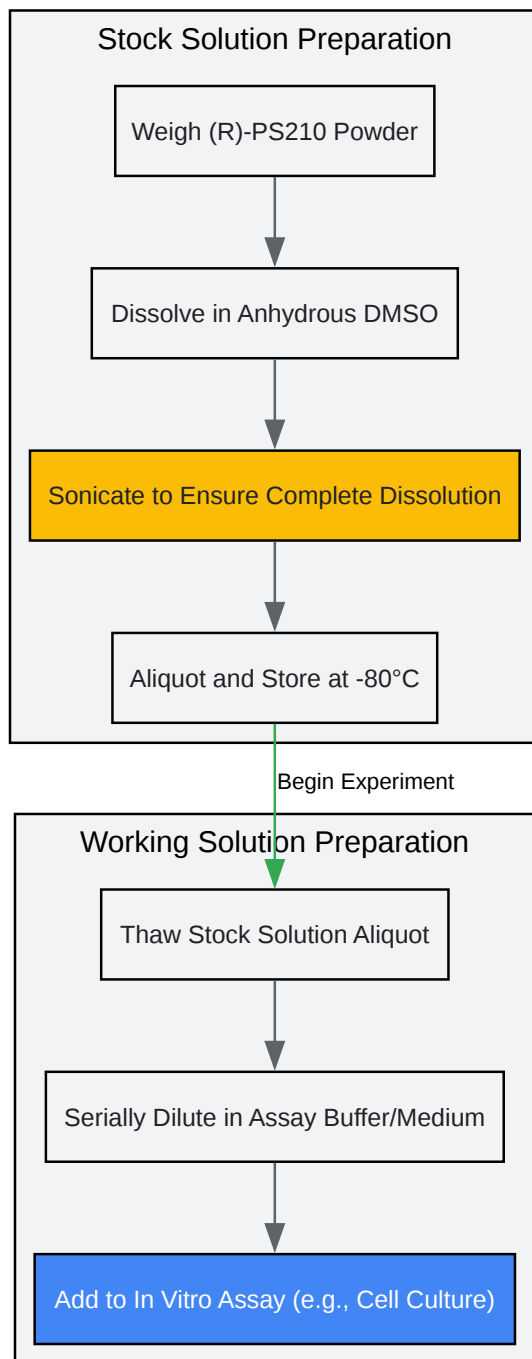 Stock Solution Preparation
Weigh (R)-PS210 Powder
Dissolve in Anhydrous DMSO
Sonicate to Ensure Complete Dissolution
Aliquot and Store at -80°C
Begin Experiment
Working Solution Preparation
Thaw Stock Solution Aliquot
Serially Dilute in Assay Buffer/Medium
Add to In Vitro Assay (e.g., Cell Culture)